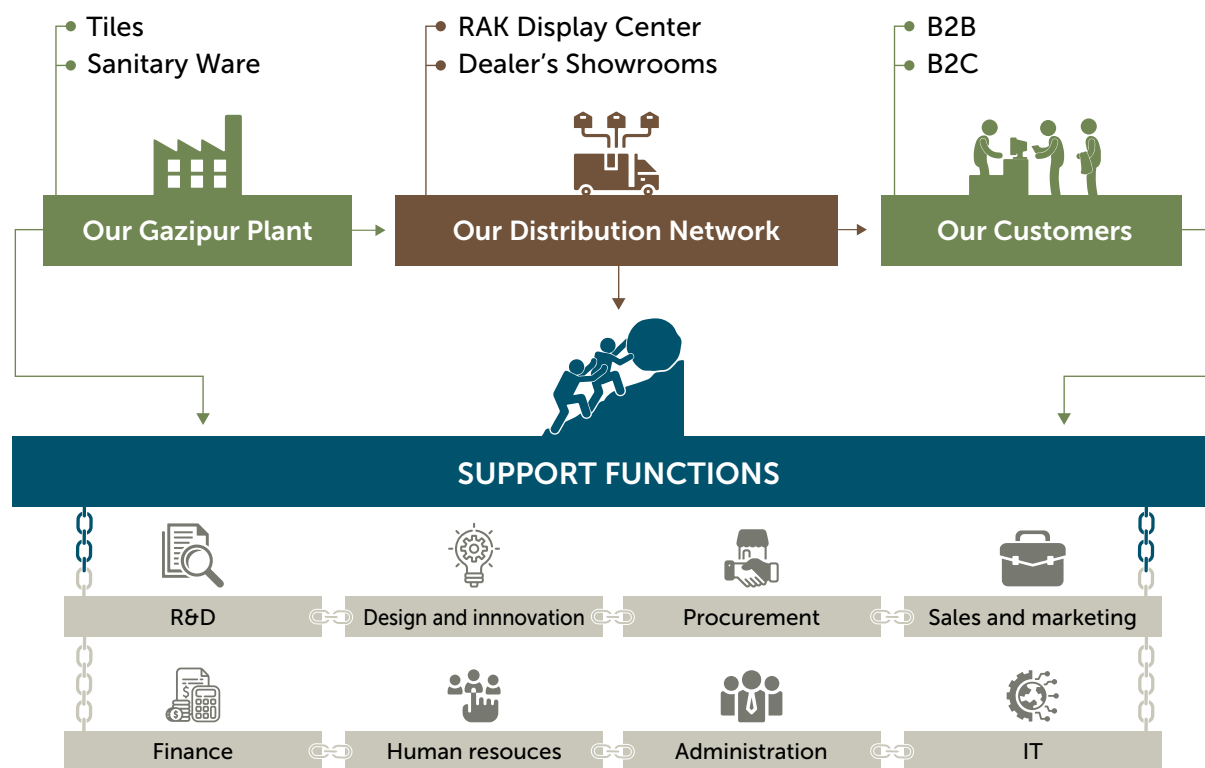 Tiles
Sanitary Ware
RAK Display Center
Dealer’s Showrooms
B2B
B2C
Our Gazipur Plant
Our Distribution Network
Our Customers
SUPPORT FUNCTIONS
R&D
Design and innnovation
Procurement
Sales and marketing
Finance
Human resouces
Administration
IT